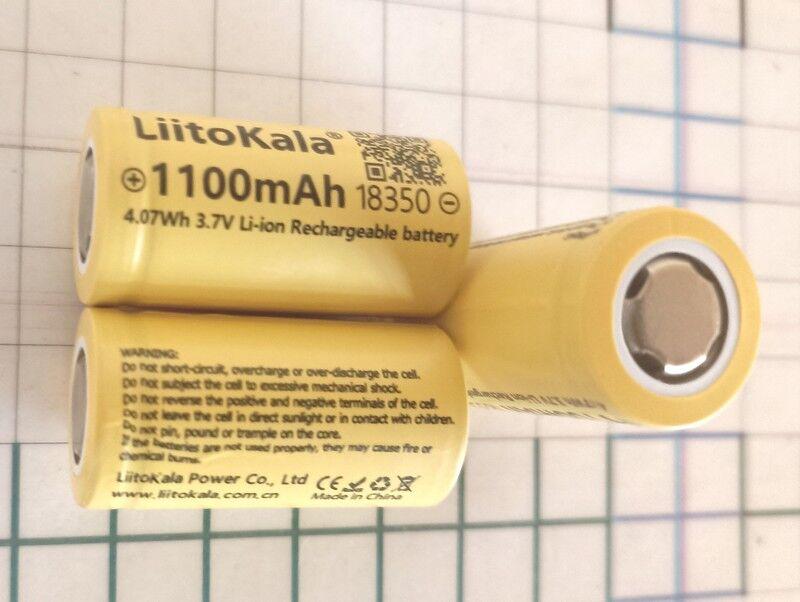 LiitoKala®
⊕1100mAh 18350⊖
4.07Wh 3.7V Li-ion Rechargeable battery
WARNING:
Do not short-circuit, overcharge or over-discharge the cell.
Do not subject the cell to excessive mechanical shock.
Do not reverse the positive and negative terminals of the cell.
Do not leave the cell in direct sunlight or in contact with children.
Do not pin, pound or trample on the core.
If the batteries are not used properly, they may cause fire or
chemical burns.
LiitoKala Power Co., Ltd CE
www.liitokala.com.cn Made in China